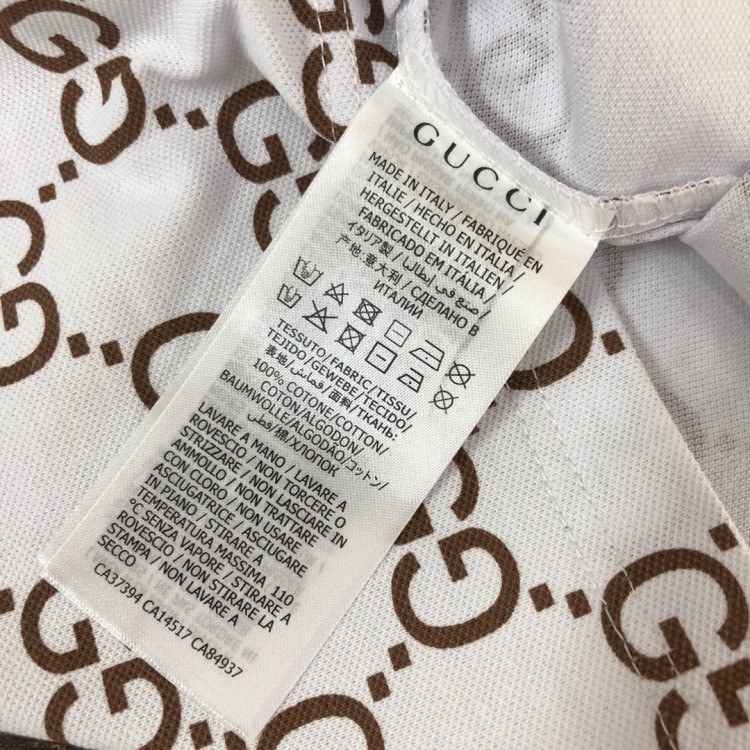 GUCCI
MADE IN ITALY / FABRIQUÉ EN
ITALIE / HECHO EN ITALIA /
HERGESTELLT IN ITALIEN /
FABRICADO EM ITÁLIA /
イタリア製 / صنع في إيطاليا /
产地:意大利 / СДЕЛАНО В
ИТАЛИИ
TESSUTO/FABRIC/TISSU/
TEJIDO/GEWEBE/TECIDO/
表地/قماش/面料/ТКАНЬ:
100% COTONE/COTTON/
COTON/ALGODON/
BAUMWOLLE/ALGODÃO/コットン/
قطن/棉/ХЛОПОК
LAVARE A MANO / LAVARE A
ROVESCIO / NON TORCERE O
STRIZZARE / NON LASCIARE IN
AMMOLLO / NON USARE
CON CLORO / NON TRATTARE
ASCIUGATRICE / ASCIUGARE
IN PIANO / STIRARE A
TEMPERATURA MASSIMA 110
°C SENZA VAPORE / STIRARE A
ROVESCIO / NON STIRARE LA
STAMPA / NON LAVARE A
SECCO
CA37394 CA14517 CA84937